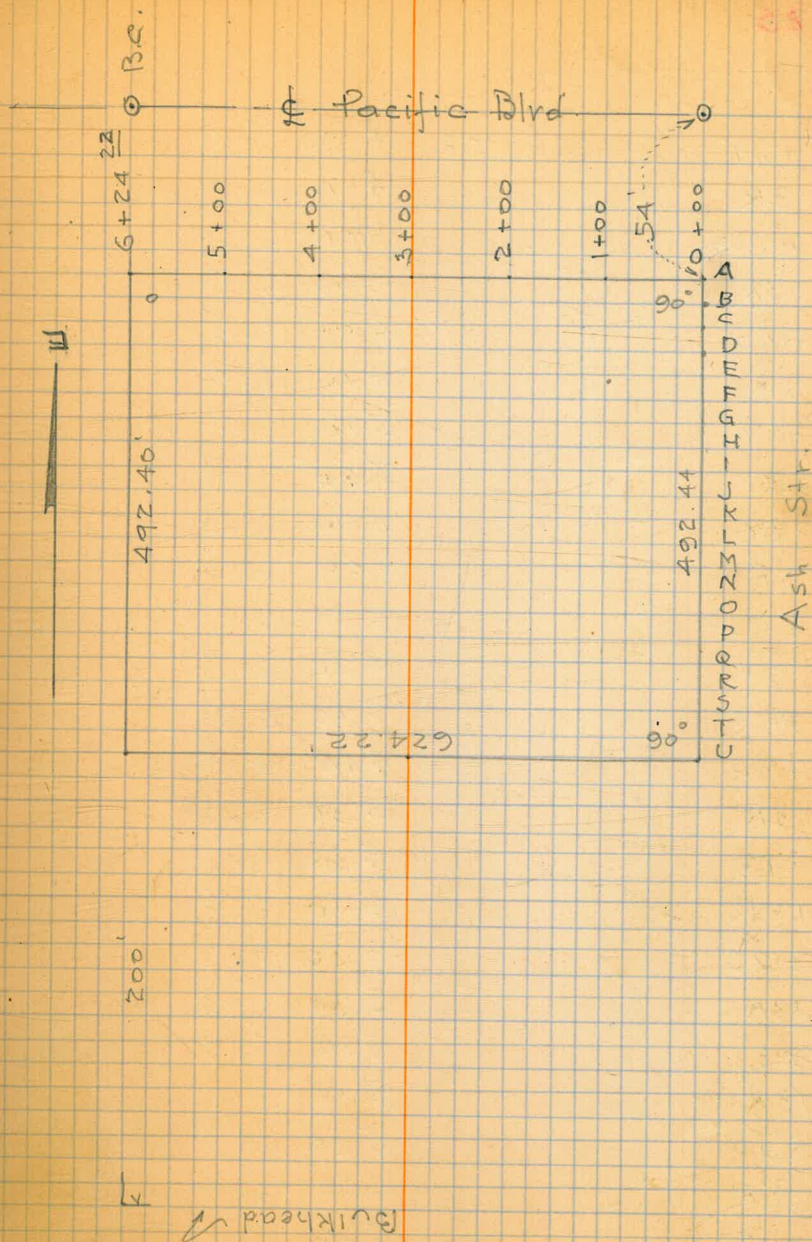 B.C.
℄ Pacific Blvd
6+24 22
5+00
4+00
3+00
2+00
1+00
0+00
54'
90°
A
B
C
D
E
F
G
H
I
J
K
L
M
N
O
P
Q
R
S
T
U
E
492.40'
492.44
Ash Str.
624.22'
90°
200'
Bulkhead